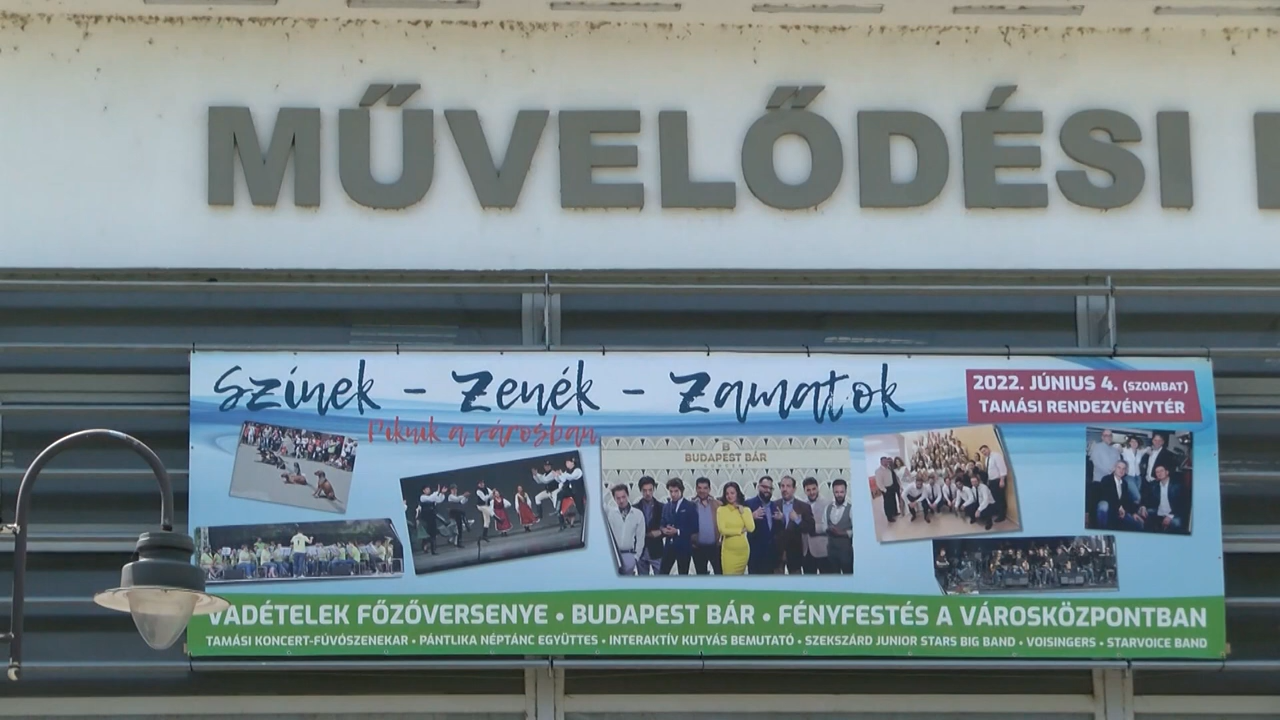 MŰVELŐDÉSI
Színek - Zenék - Zamatok
Piknik a városban
2022. JÚNIUS 4. (SZOMBAT)
TAMÁSI RENDEZVÉNYTÉR
BUDAPEST BÁR
VADÉTELEK FŐZŐVERSENYE • BUDAPEST BÁR • FÉNYFESTÉS A VÁROSKÖZPONTBAN
TAMÁSI KONCERT-FÚVÓSZENEKAR • PÁNTLIKA NÉPTÁNC EGYÜTTES • INTERAKTÍV KUTYÁS BEMUTATÓ • SZEKSZÁRD JUNIOR STARS BIG BAND • VOISINGERS • STARVOICE BAND